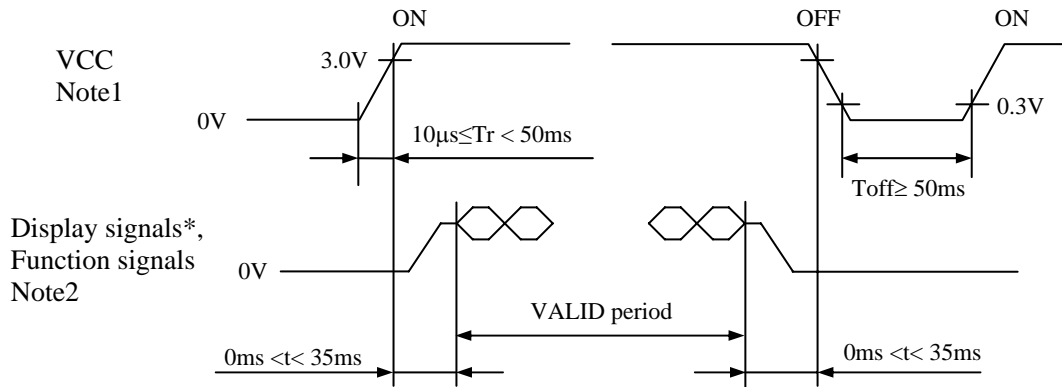 ON OFF ON
VCC
Note1
3.0V
0V
0.3V
10μs≤Tr < 50ms
Toff≥ 50ms
Display signals*,
Function signals
Note2
0V
VALID period
0ms <t< 35ms
0ms <t< 35ms